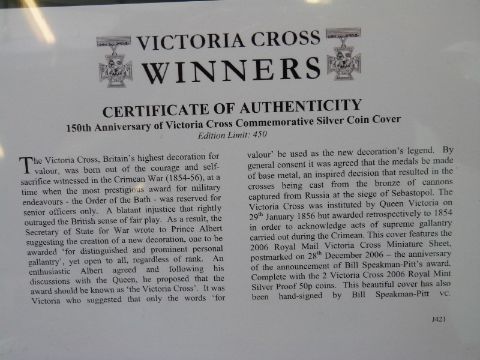 VICTORIA CROSS
WINNERS
CERTIFICATE OF AUTHENTICITY
150th Anniversary of Victoria Cross Commemorative Silver Coin Cover
Edition Limit: 450
The Victoria Cross, Britain's highest decoration for
valour, was born out of the courage and self-
sacrifice witnessed in the Crimean War (1854-56), at a
time when the most prestigious award for military
endeavours - the Order of the Bath - was reserved for
senior officers only. A blatant injustice that rightly
outraged the British sense of fair play. As a result, the
Secretary of State for War wrote to Prince Albert
suggesting the creation of a new decoration, one to be
awarded 'for distinguished and prominent personal
gallantry', yet open to all, regardless of rank. An
enthusiastic Albert agreed and following his
discussions with the Queen, he proposed that the
award should be known as 'the Victoria Cross'. It was
Victoria who suggested that only the words 'for
valour' be used as the new decoration's legend. By
general consent it was agreed that the medals be made
of base metal, an inspired decision that resulted in the
crosses being cast from the bronze of cannons
captured from Russia at the siege of Sebastopol. The
Victoria Cross was instituted by Queen Victoria on
29th January 1856 but awarded retrospectively to 1854
in order to acknowledge acts of supreme gallantry
carried out during the Crimean. This cover features the
2006 Royal Mail Victoria Cross Miniature Sheet,
postmarked on 28th December 2006 – the anniversary
of the announcement of Bill Speakman-Pitt's award.
Complete with the 2 Victoria Cross 2006 Royal Mint
Silver Proof 50p coins. This beautiful cover has also
been hand-signed by Bill Speakman-Pitt vc.
J421